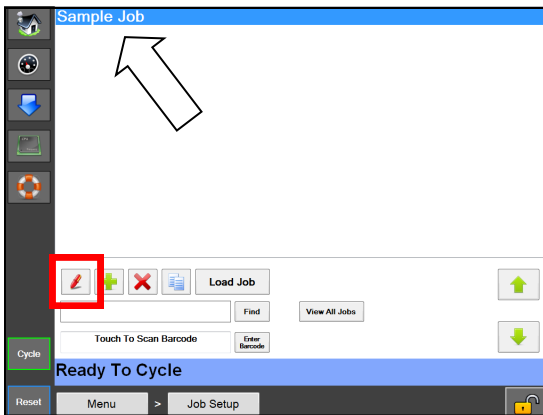 Sample Job
Load Job
Find
View All Jobs
Touch To Scan Barcode
Enter
Barcode
Cycle
Ready To Cycle
Reset
Menu
>
Job Setup